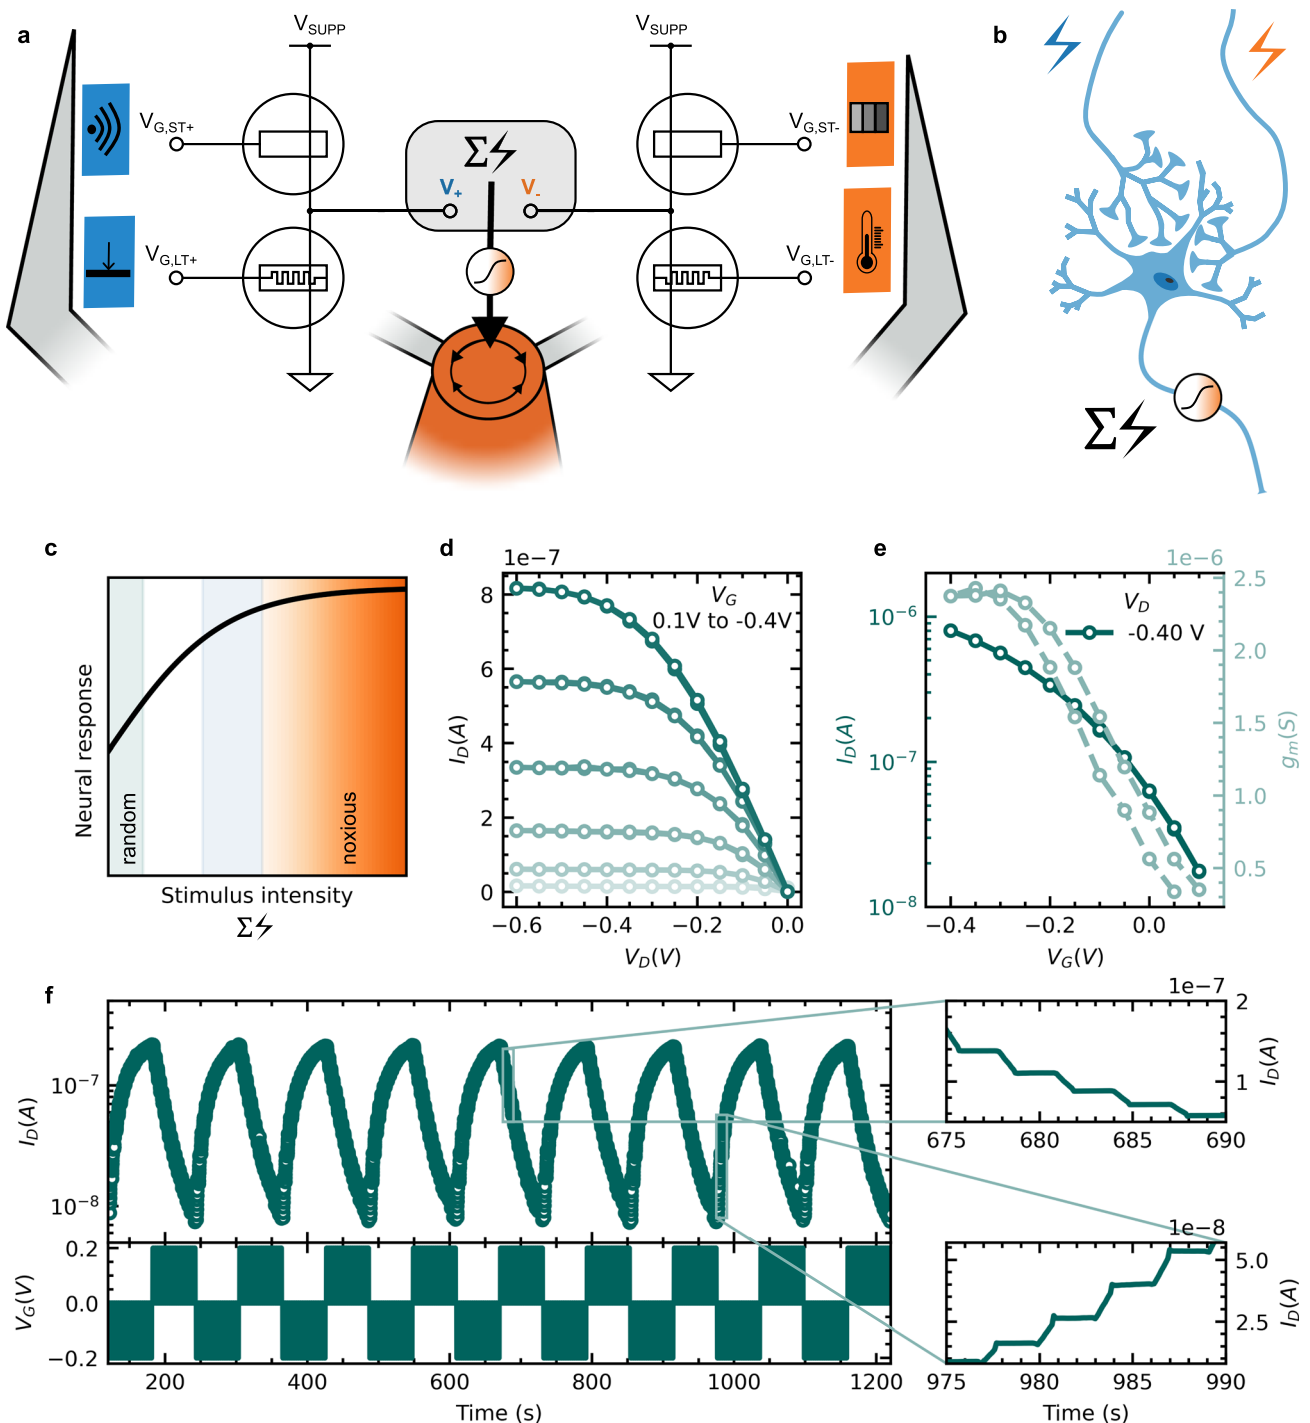 a
V_SUPP
V_SUPP
V_G,ST+
V_G,ST-
Σ
V_+
V_-
V_G,LT+
V_G,LT-
b
Σ
c
Neural response
random
noxious
Stimulus intensity
Σ
d
1e−7
V_G
0.1V to -0.4V
I_D(A)
8
6
4
2
0
−0.6
−0.4
−0.2
0.0
V_D(V)
e
1e−6
V_D
-0.40 V
I_D(A)
10⁻⁶
10⁻⁷
10⁻⁸
2.5
2.0
1.5
1.0
0.5
g_m(S)
−0.4
−0.2
0.0
V_G(V)
f
I_D(A)
10⁻⁷
10⁻⁸
V_G(V)
0.2
0.0
−0.2
200
400
600
800
1000
1200
Time (s)
1e−7
2
1
I_D(A)
675
680
685
690
1e−8
5.0
2.5
I_D(A)
975
980
985
990
Time (s)